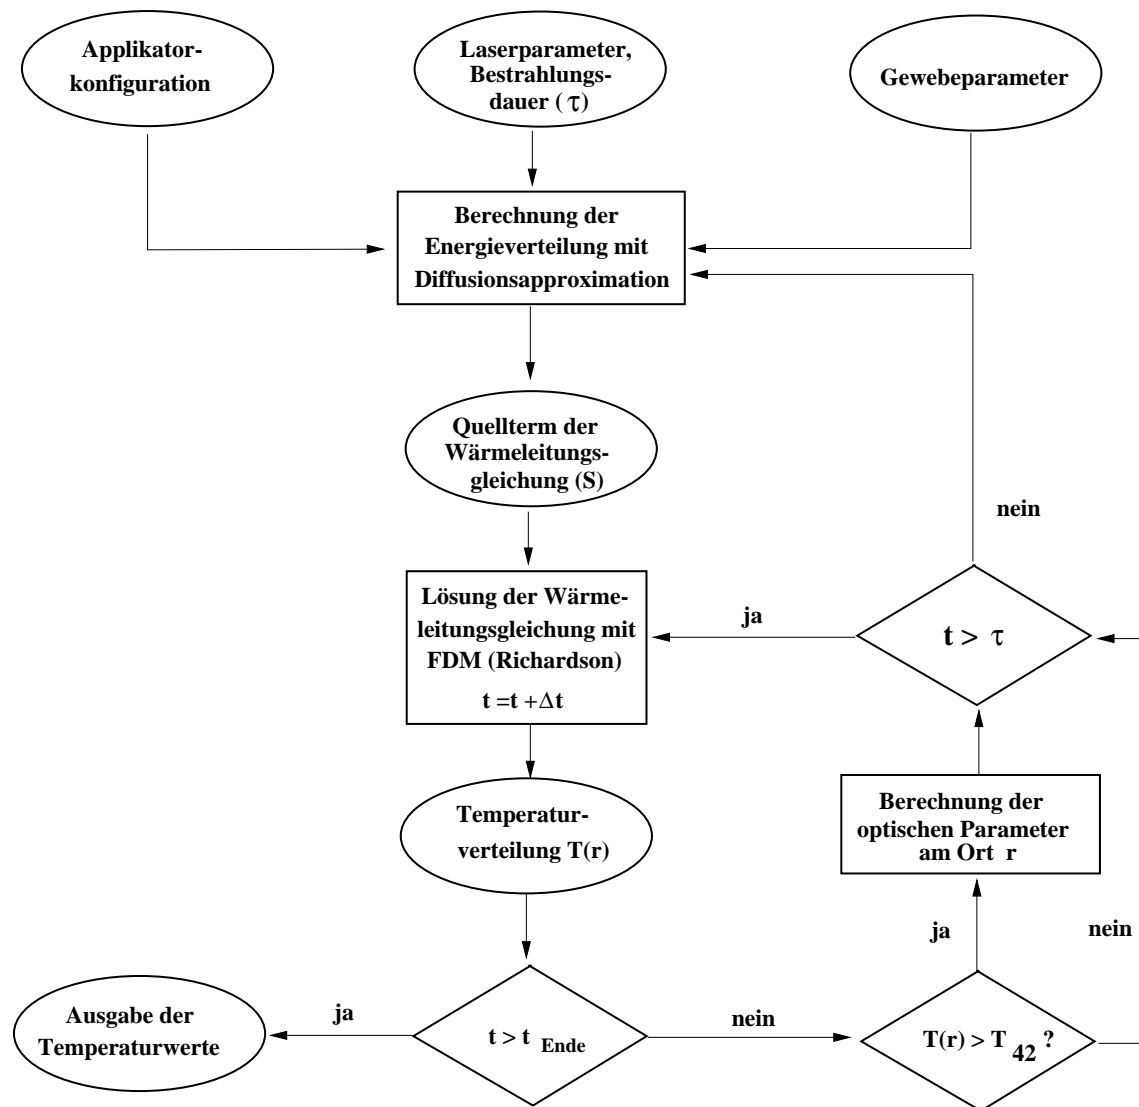 Applikator-
konfiguration
Laserparameter,
Bestrahlungs-
dauer ( τ )
Gewebeparameter
Berechnung der
Energieverteilung mit
Diffusionsapproximation
Quellterm der
Wärmeleitungs-
gleichung (S)
nein
Lösung der Wärme-
leitungsgleichung mit
FDM (Richardson)
t =t +Δt
ja
t > τ
Temperatur-
verteilung T(r)
Berechnung der
optischen Parameter
am Ort r
ja
nein
Ausgabe der
Temperaturwerte
ja
t > t Ende
nein
T(r) > T 42 ?